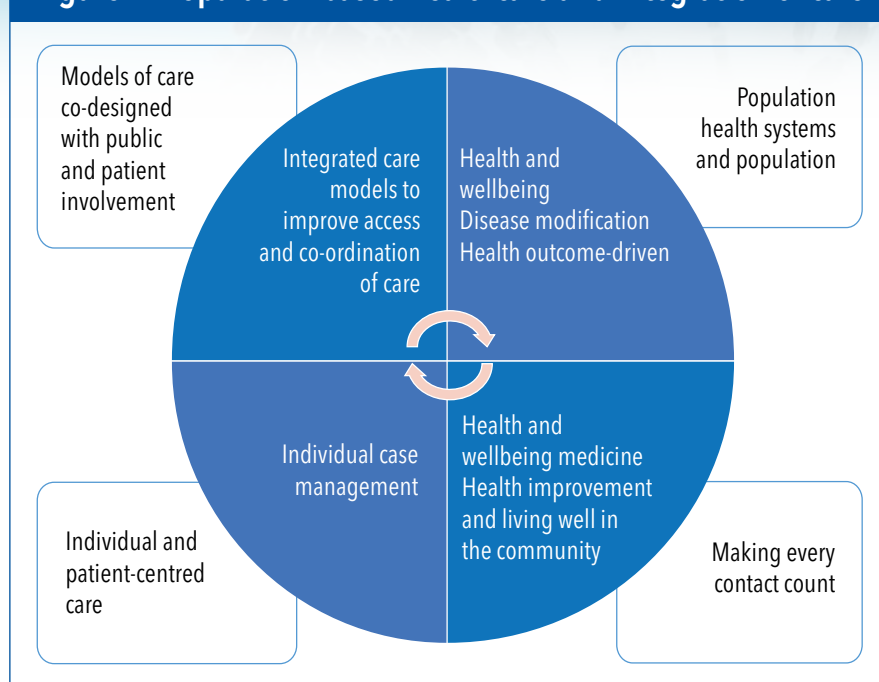 Models of care
co-designed
with public
and patient
involvement
Integrated care
models to
improve access
and co-ordination
of care
Health and
wellbeing
Disease modification
Health outcome-driven
Population
health systems
and population
Individual and
patient-centred
care
Individual case
management
Health and
wellbeing medicine
Health improvement
and living well in
the community
Making every
contact count